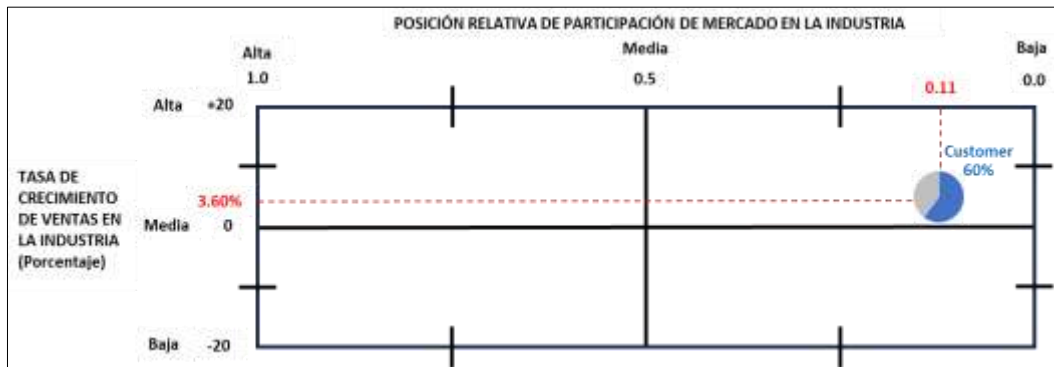 POSICIÓN RELATIVA DE PARTICIPACIÓN DE MERCADO EN LA INDUSTRIA
Alta
Media
Baja
1.0
0.5
0.0
0.11
Alta +20
Customer
60%
TASA DE
CRECIMIENTO
DE VENTAS EN
LA INDUSTRIA
(Porcentaje)
3.60%
Media 0
Baja -20